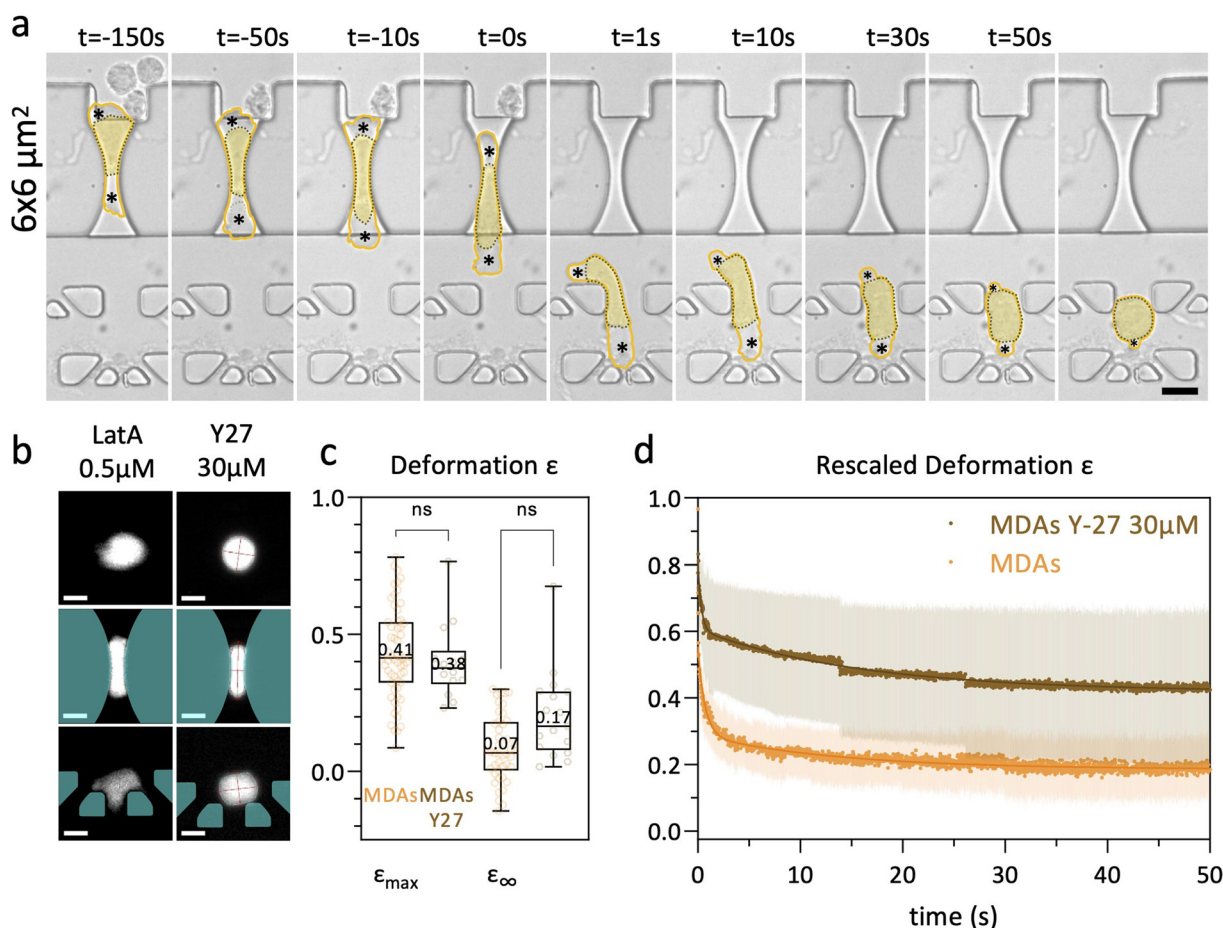 a
t=-150s t=-50s t=-10s t=0s t=1s t=10s t=30s t=50s
6x6 µm²
* * * * * * * *
* * * * * * * * *
b
LatA
0.5µM
Y27
30µM
c
Deformation ε
1.0
0.5
0.0
ns
ns
0.41
0.38
0.07
0.17
MDAs
MDAs
Y27
εmax
ε∞
d
Rescaled Deformation ε
1.0
0.8
0.6
0.4
0.2
0.0
MDAs Y-27 30µM
MDAs
0 10 20 30 40 50
time (s)